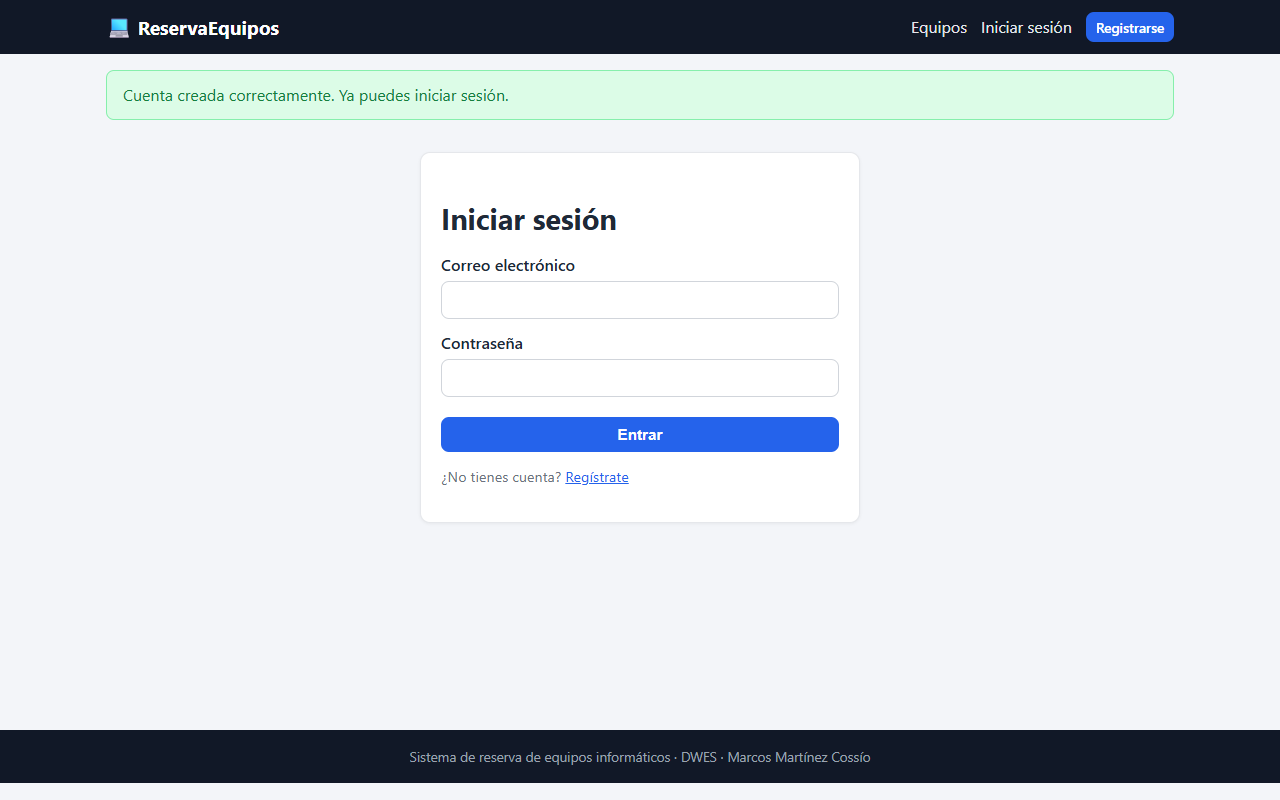 ReservaEquipos
Equipos Iniciar sesión Registrarse
Cuenta creada correctamente. Ya puedes iniciar sesión.
Iniciar sesión
Correo electrónico
Contraseña
Entrar
¿No tienes cuenta? Regístrate
Sistema de reserva de equipos informáticos · DWES · Marcos Martínez Cossío